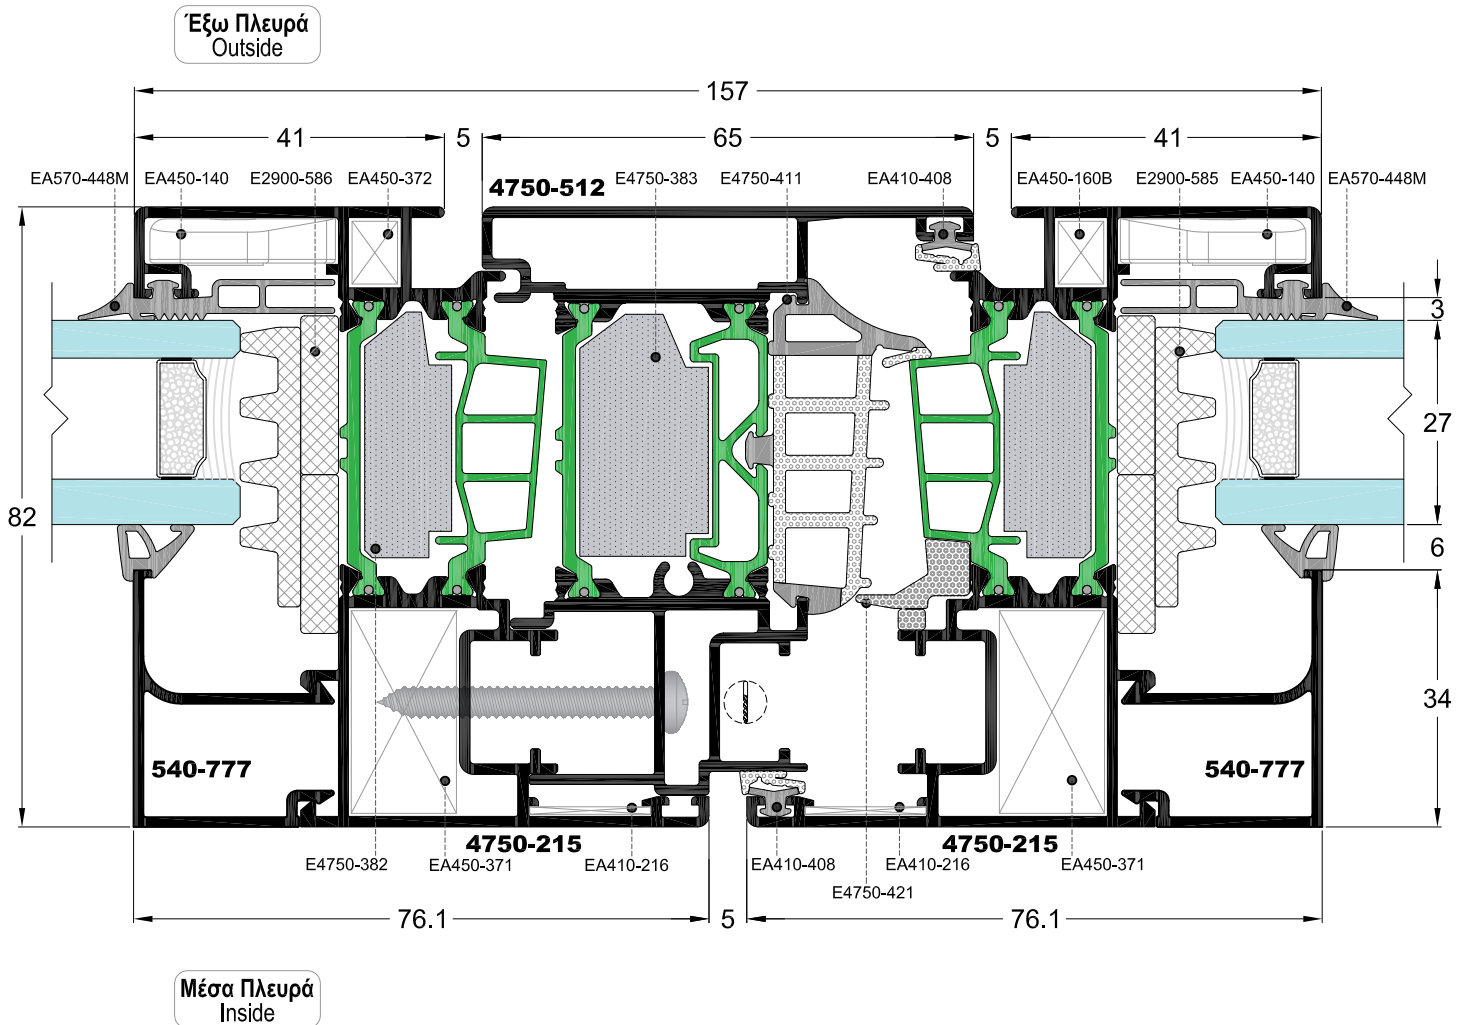 Έξω Πλευρά
Outside
157
41 5 65 5 41
EA570-448M EA450-140 E2900-586 EA450-372 4750-512 E4750-383 E4750-411 EA410-408 EA450-160B E2900-585 EA450-140 EA570-448M
3
27
82
6
34
540-777 540-777
4750-215 4750-215
E4750-382 EA450-371 EA410-216 EA410-408 EA410-216 EA450-371
E4750-421
76.1 5 76.1
Μέσα Πλευρά
Inside